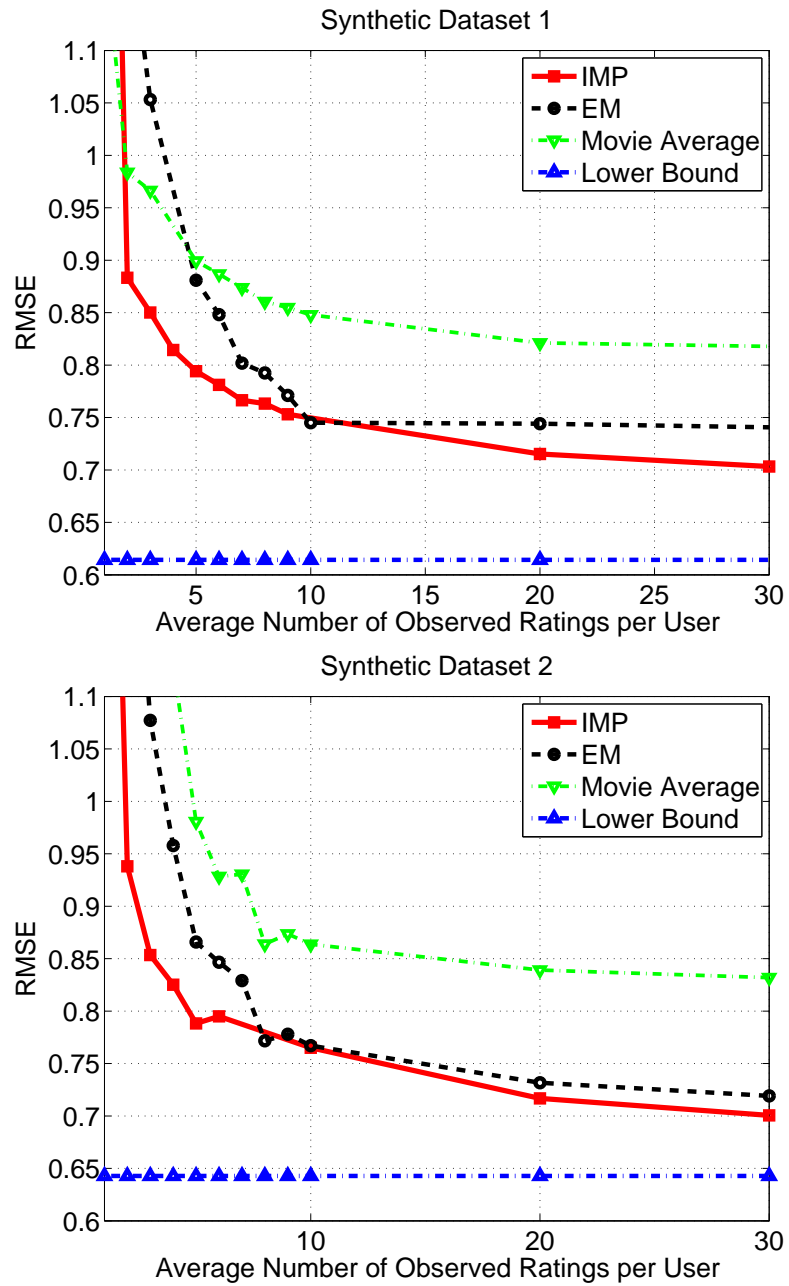 Synthetic Dataset 1
1.1
1.05
1
0.95
0.9
0.85
0.8
0.75
0.7
0.65
0.6
RMSE
IMP
EM
Movie Average
Lower Bound
5 10 15 20 25 30
Average Number of Observed Ratings per User
Synthetic Dataset 2
1.1
1.05
1
0.95
0.9
0.85
0.8
0.75
0.7
0.65
0.6
RMSE
IMP
EM
Movie Average
Lower Bound
10 20 30
Average Number of Observed Ratings per User